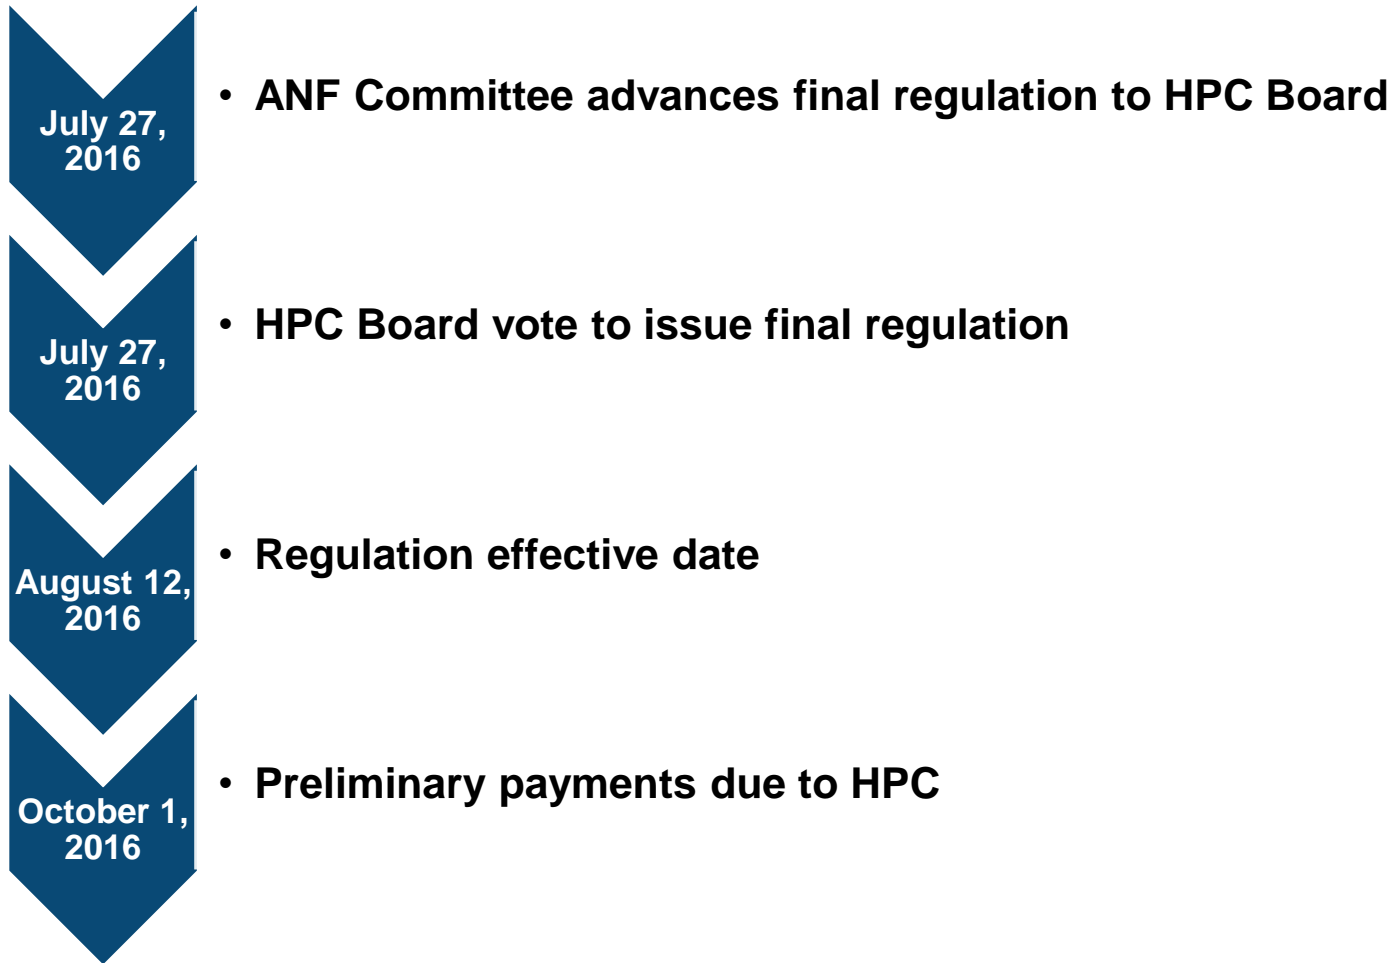 July 27,
2016
• ANF Committee advances final regulation to HPC Board
July 27,
2016
• HPC Board vote to issue final regulation
August 12,
2016
• Regulation effective date
October 1,
2016
• Preliminary payments due to HPC